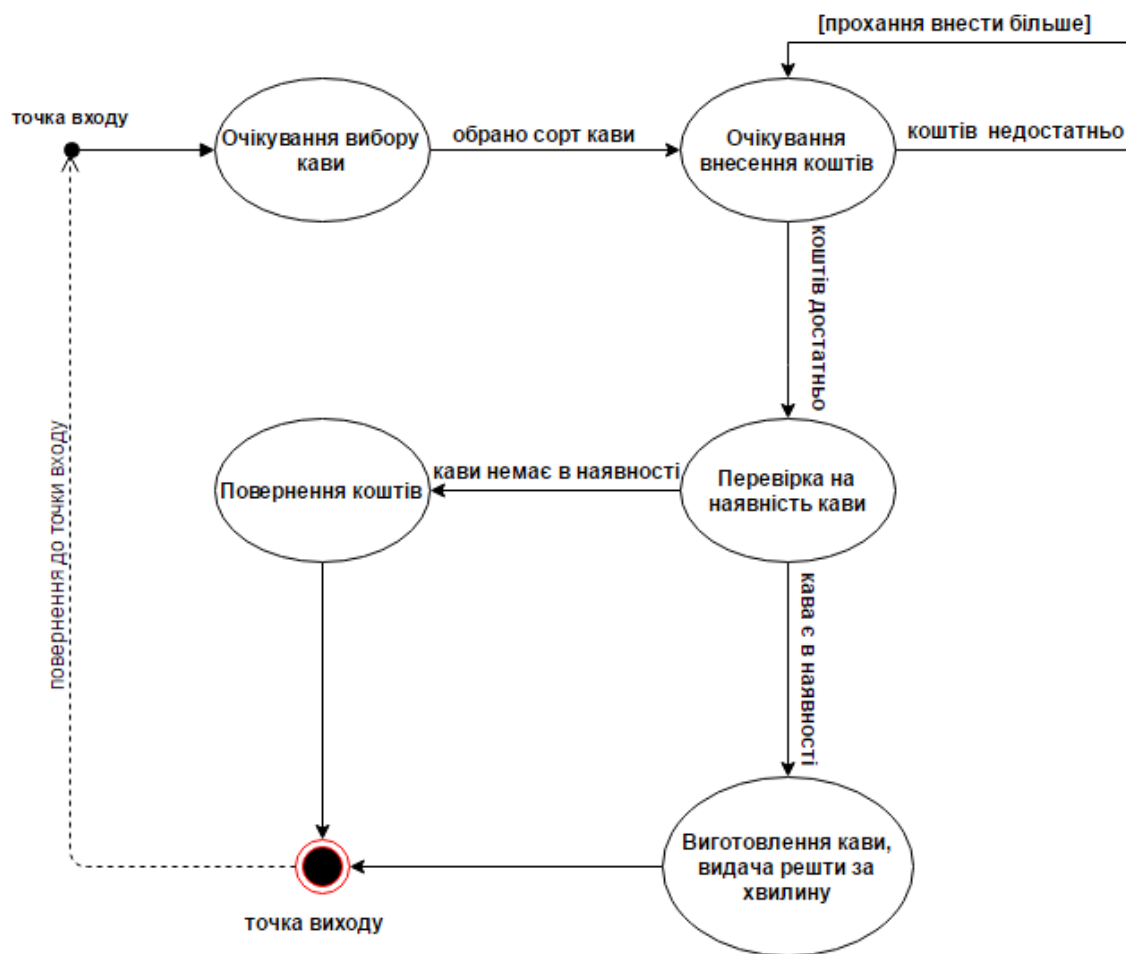 [прохання внести більше]
точка входу
Очікування вибору
кави
обрано сорт кави
Очікування
внесення коштів
коштів недостатньо
коштів достатньо
Повернення коштів
кави немає в наявності
Перевірка на
наявність кави
повернення до точки входу
кава є в наявності
Виготовлення кави,
видача решти за
хвилину
точка виходу